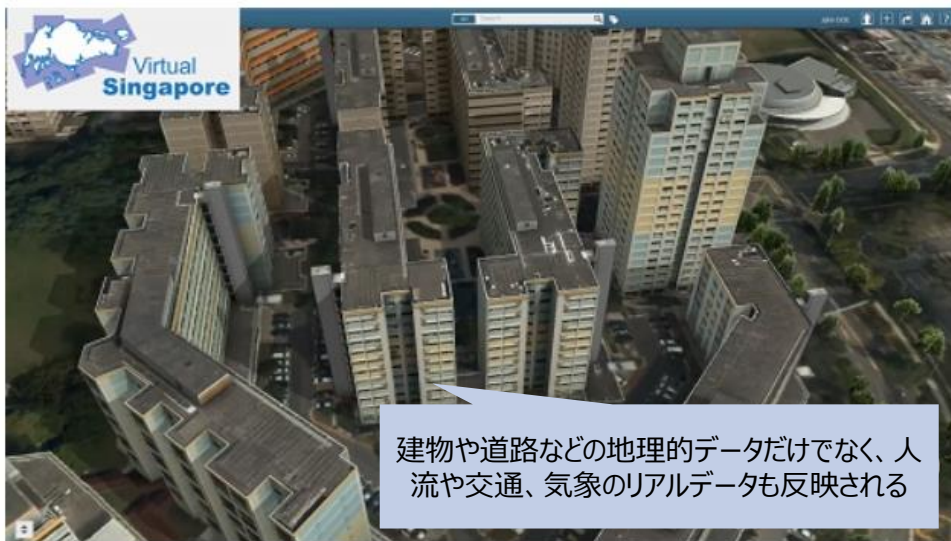 Virtual
Singapore
Search
建物や道路などの地理的データだけでなく、人
流や交通、気象のリアルデータも反映される